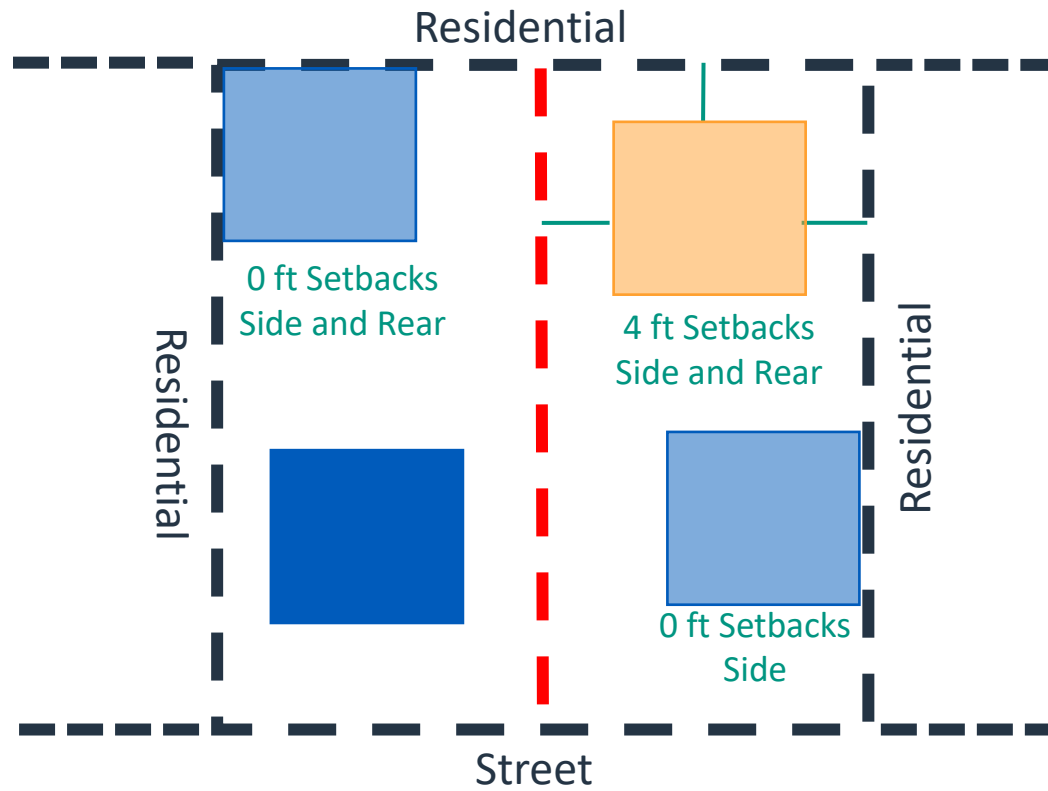 Residential
0 ft Setbacks
Side and Rear
4 ft Setbacks
Side and Rear
Residential
Residential
0 ft Setbacks
Side
Street